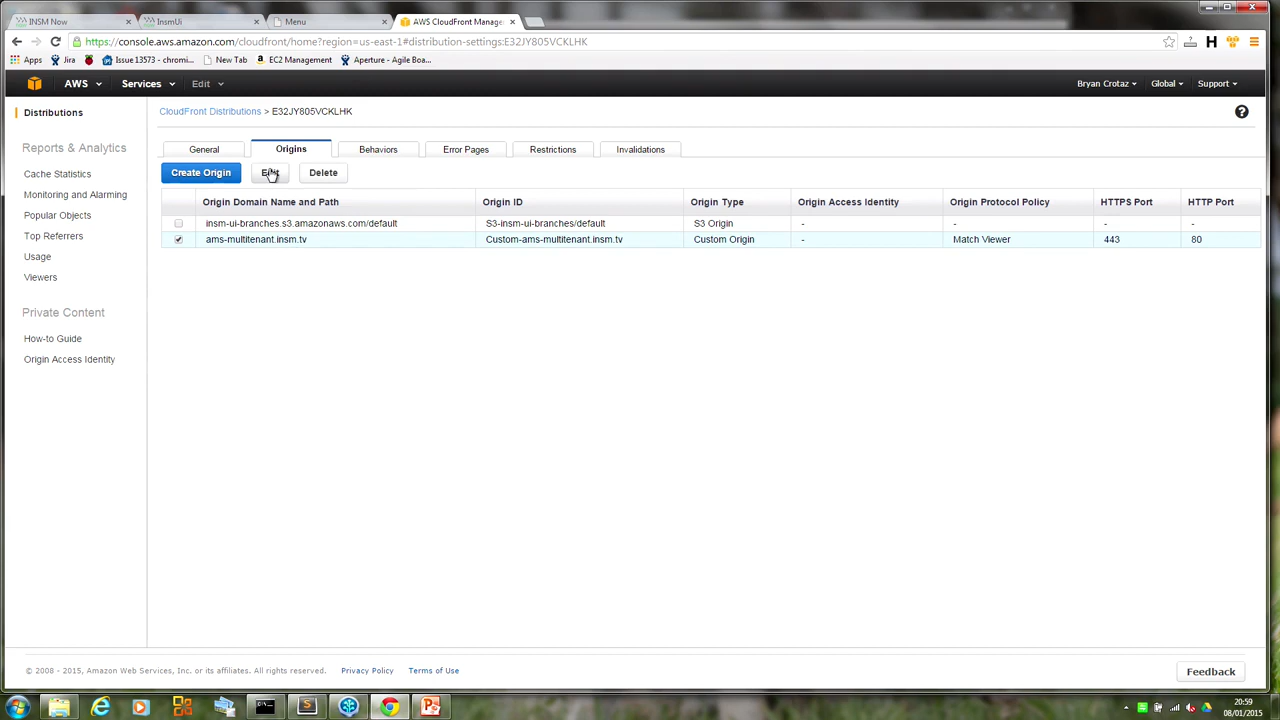 INSM Now
InsmUi
Menu
AWS CloudFront Manage
https://console.aws.amazon.com/cloudfront/home?region=us-east-1#distribution-settings:E32JY805VCKLHK
Apps
Jira
Issue 13573 - chromi...
New Tab
EC2 Management
Aperture - Agile Boa...
AWS
Services
Edit
Bryan Crotaz
Global
Support
Distributions
CloudFront Distributions > E32JY805VCKLHK
Reports & Analytics
Cache Statistics
Monitoring and Alarming
Popular Objects
Top Referrers
Usage
Viewers
Private Content
How-to Guide
Origin Access Identity
General
Origins
Behaviors
Error Pages
Restrictions
Invalidations
Create Origin
Edit
Delete
Origin Domain Name and Path
Origin ID
Origin Type
Origin Access Identity
Origin Protocol Policy
HTTPS Port
HTTP Port
insm-ui-branches.s3.amazonaws.com/default
S3-insm-ui-branches/default
S3 Origin
-
-
-
-
ams-multitenant.insm.tv
Custom-ams-multitenant.insm.tv
Custom Origin
-
Match Viewer
443
80
© 2008 - 2015, Amazon Web Services, Inc. or its affiliates. All rights reserved.
Privacy Policy
Terms of Use
Feedback
20:59
08/01/2015